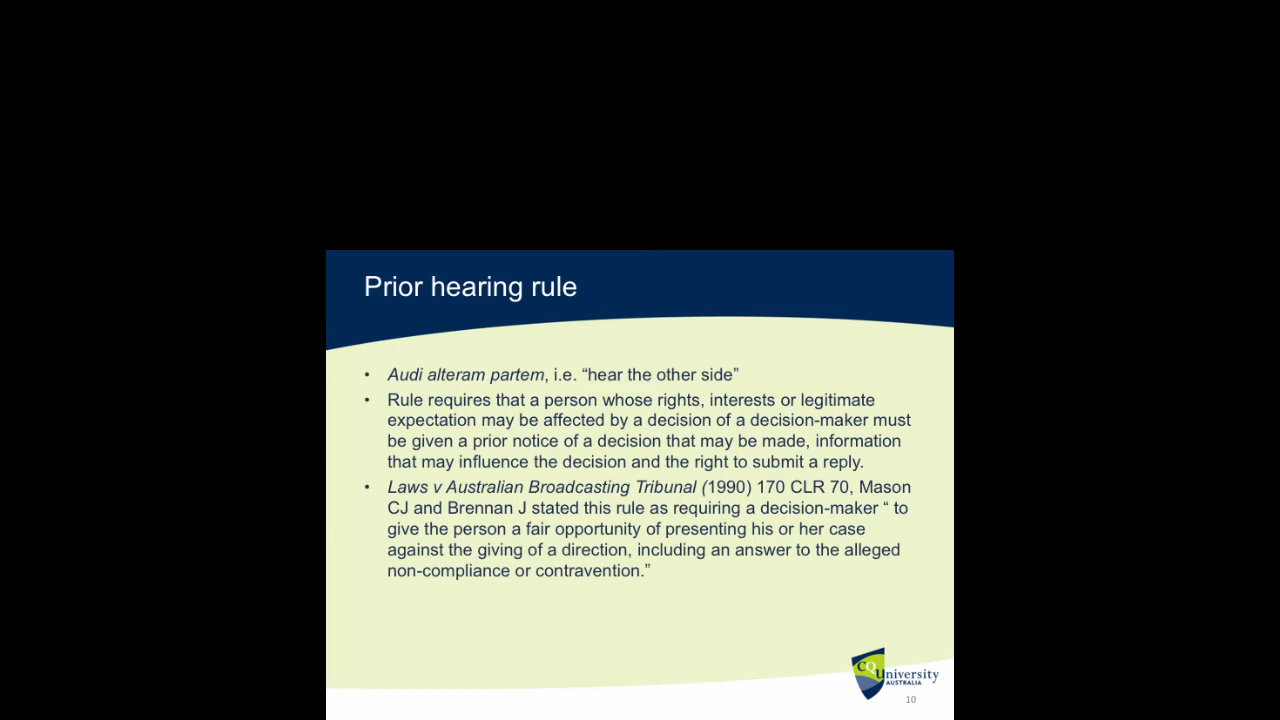 Prior hearing rule
• Audi alteram partem, i.e. “hear the other side”
• Rule requires that a person whose rights, interests or legitimate
expectation may be affected by a decision of a decision-maker must
be given a prior notice of a decision that may be made, information
that may influence the decision and the right to submit a reply.
• Laws v Australian Broadcasting Tribunal (1990) 170 CLR 70, Mason
CJ and Brennan J stated this rule as requiring a decision-maker “ to
give the person a fair opportunity of presenting his or her case
against the giving of a direction, including an answer to the alleged
non-compliance or contravention.”
CQUniversity
AUSTRALIA
10